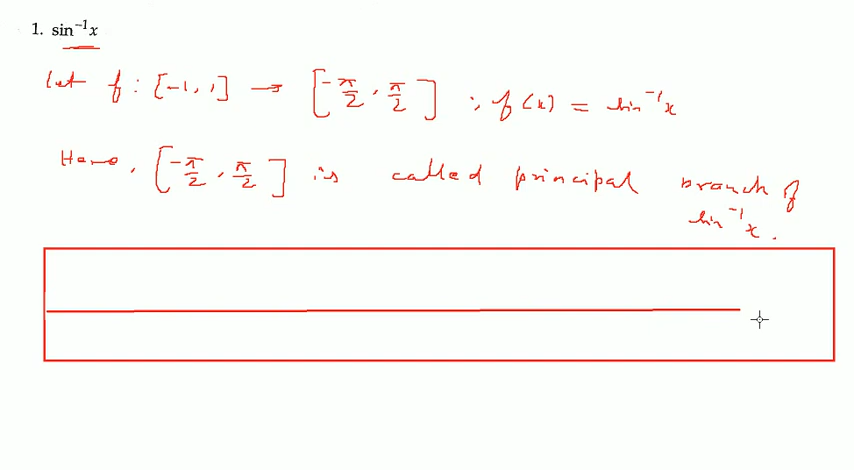 1. sin⁻¹x
Let f : [-1, 1] → [-π/2, π/2] ; f(x) = sin⁻¹x
Here, [-π/2, π/2] is called principal branch of
sin⁻¹x.